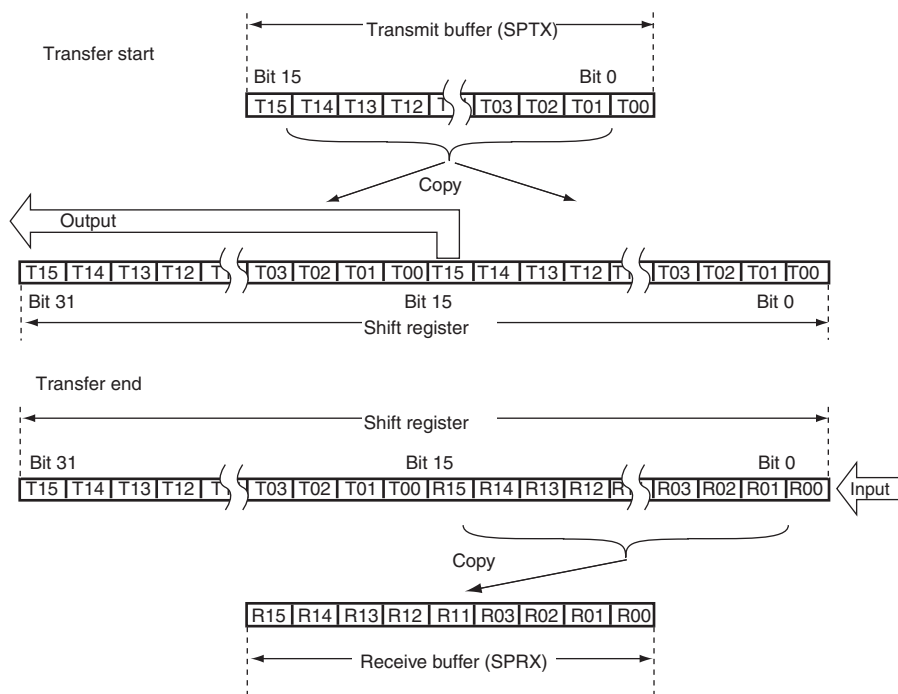 Transmit buffer (SPTX)
Transfer start
Bit 15 Bit 0
T15 T14 T13 T12 T03 T02 T01 T00
Copy
Output
T15 T14 T13 T12 T03 T02 T01 T00 T15 T14 T13 T12 T03 T02 T01 T00
Bit 31 Bit 15 Bit 0
Shift register
Transfer end
Shift register
Bit 31 Bit 15 Bit 0
T15 T14 T13 T12 T03 T02 T01 T00 R15 R14 R13 R12 R03 R02 R01 R00
Input
Copy
R15 R14 R13 R12 R11 R03 R02 R01 R00
Receive buffer (SPRX)